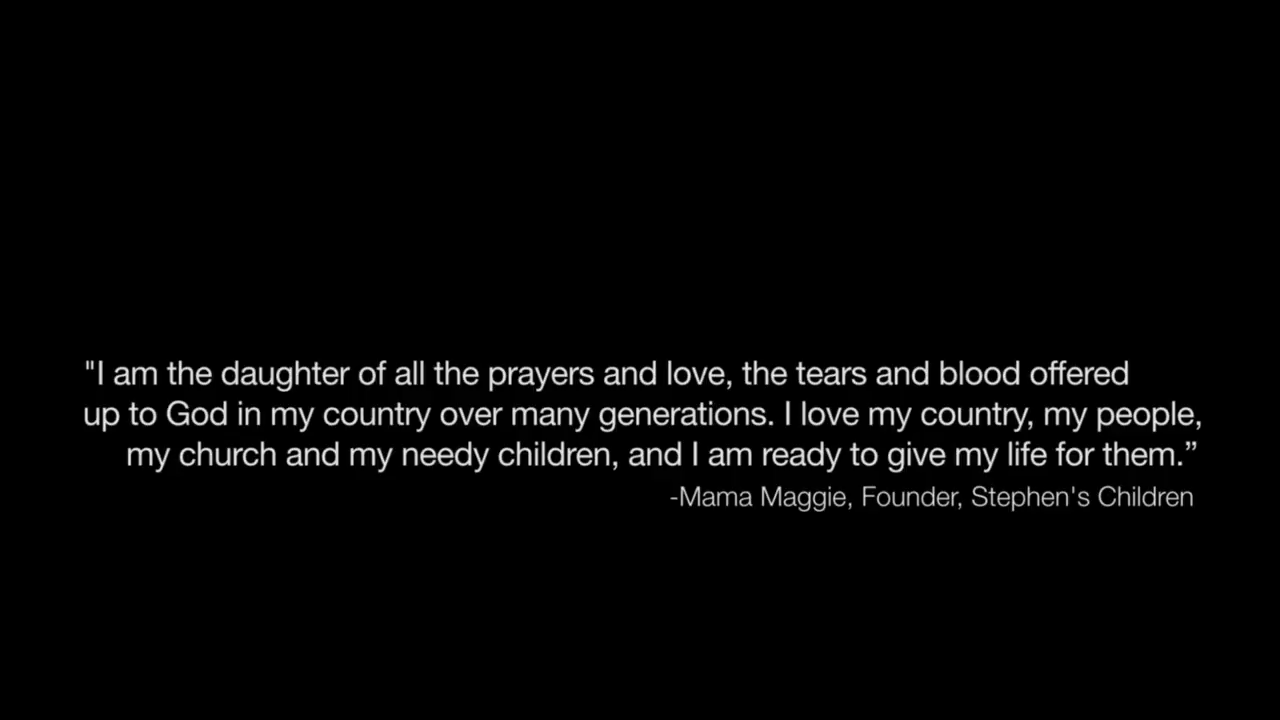 "I am the daughter of all the prayers and love, the tears and blood offered
up to God in my country over many generations. I love my country, my people,
my church and my needy children, and I am ready to give my life for them.”
-Mama Maggie, Founder, Stephen's Children